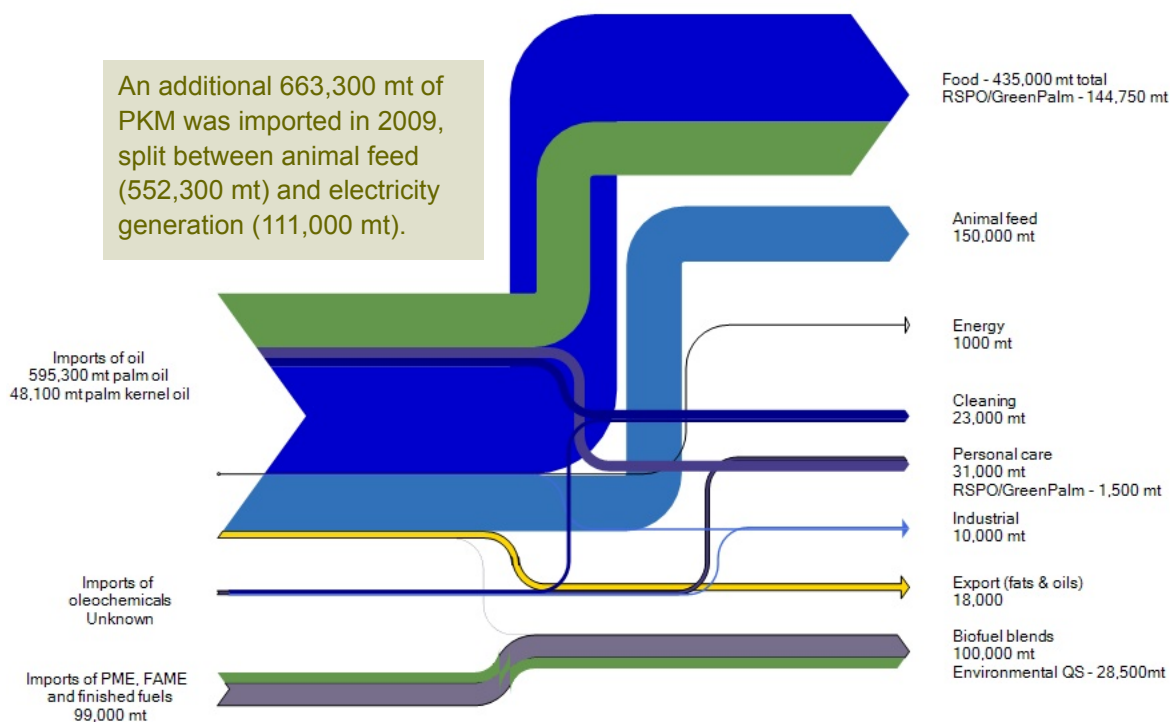 An additional 663,300 mt of
PKM was imported in 2009,
split between animal feed
(552,300 mt) and electricity
generation (111,000 mt).
Food - 435,000 mt total
RSPO/GreenPalm - 144,750 mt
Animal feed
150,000 mt
Energy
1000 mt
Imports of oil
595,300 mt palm oil
48,100 mt palm kernel oil
Cleaning
23,000 mt
Personal care
31,000 mt
RSPO/GreenPalm - 1,500 mt
Industrial
10,000 mt
Imports of
oleochemicals
Unknown
Export (fats & oils)
18,000
Biofuel blends
100,000 mt
Environmental QS - 28,500mt
Imports of PME, FAME
and finished fuels
99,000 mt